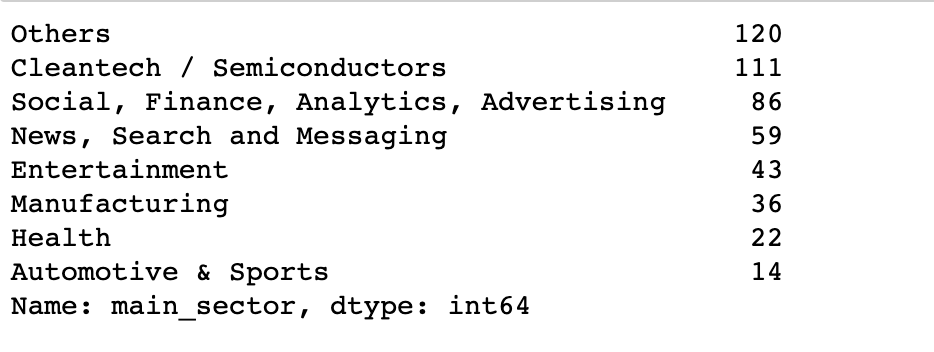 Others 120
Cleantech / Semiconductors 111
Social, Finance, Analytics, Advertising 86
News, Search and Messaging 59
Entertainment 43
Manufacturing 36
Health 22
Automotive & Sports 14
Name: main_sector, dtype: int64